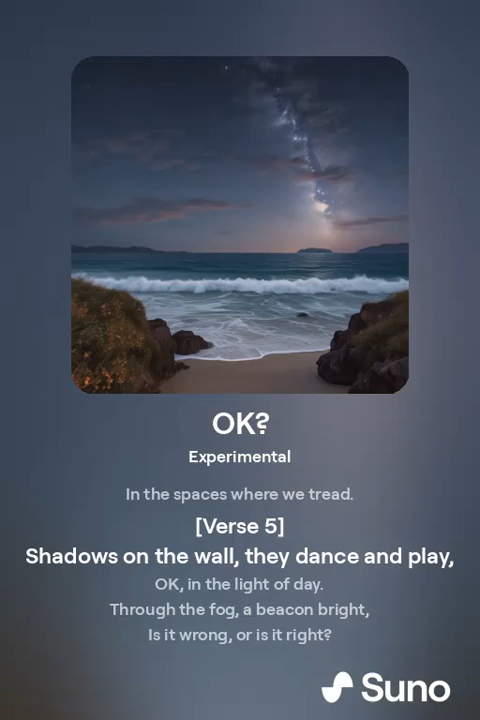 OK?
Experimental
In the spaces where we tread.
[Verse 5]
Shadows on the wall, they dance and play,
OK, in the light of day.
Through the fog, a beacon bright,
Is it wrong, or is it right?
Suno